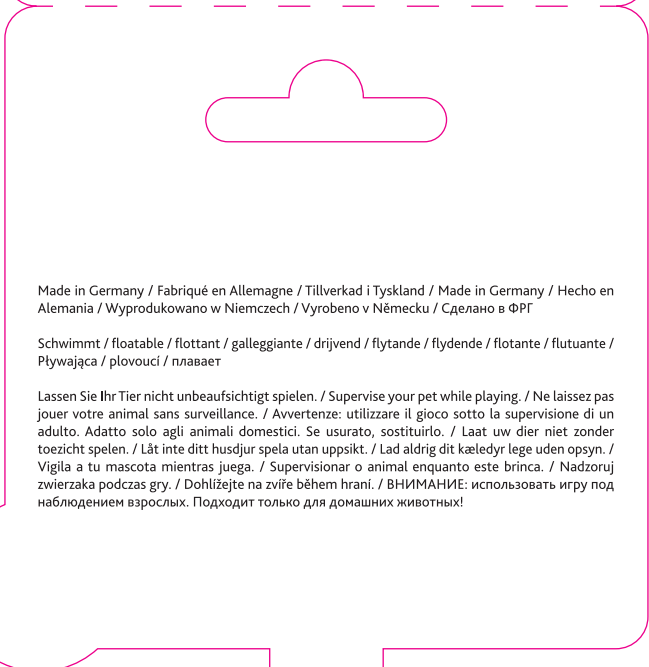 Made in Germany / Fabriqué en Allemagne / Tillverkad i Tyskland / Made in Germany / Hecho en
Alemania / Wyprodukowano w Niemczech / Vyrobeno v Německu / Сделано в ФРГ
Schwimmt / floatable / flottant / galleggiante / drijvend / flytande / flydende / flotante / flutuante /
Pływająca / plovoucí / плавает
Lassen Sie Ihr Tier nicht unbeaufsichtigt spielen. / Supervise your pet while playing. / Ne laissez pas
jouer votre animal sans surveillance. / Avvertenze: utilizzare il gioco sotto la supervisione di un
adulto. Adatto solo agli animali domestici. Se usurato, sostituirlo. / Laat uw dier niet zonder
toezicht spelen. / Låt inte ditt husdjur spela utan uppsikt. / Lad aldrig dit kæledyr lege uden opsyn. /
Vigila a tu mascota mientras juega. / Supervisionar o animal enquanto este brinca. / Nadzoruj
zwierzaka podczas gry. / Dohlížejte na zvíře během hraní. / ВНИМАНИЕ: использовать игру под
наблюдением взрослых. Подходит только для домашних животных!